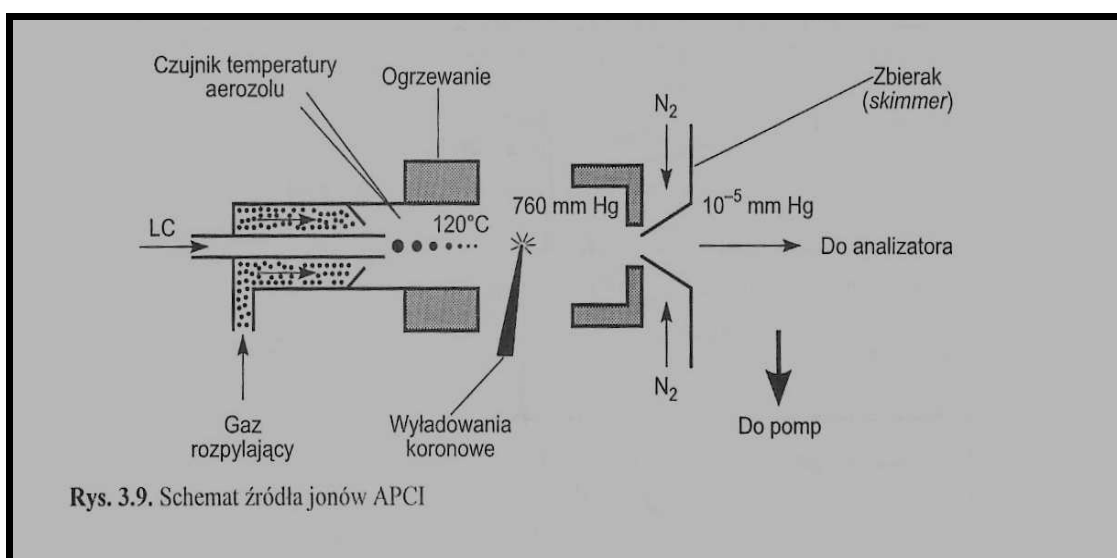 Czujnik temperatury
aerozolu
Ogrzewanie
Zbierak
(skimmer)
N2
LC
120°C
760 mm Hg
10⁻⁵ mm Hg
Do analizatora
N2
Gaz
rozpylający
Wyładowania
koronowe
Do pomp
Rys. 3.9. Schemat źródła jonów APCI